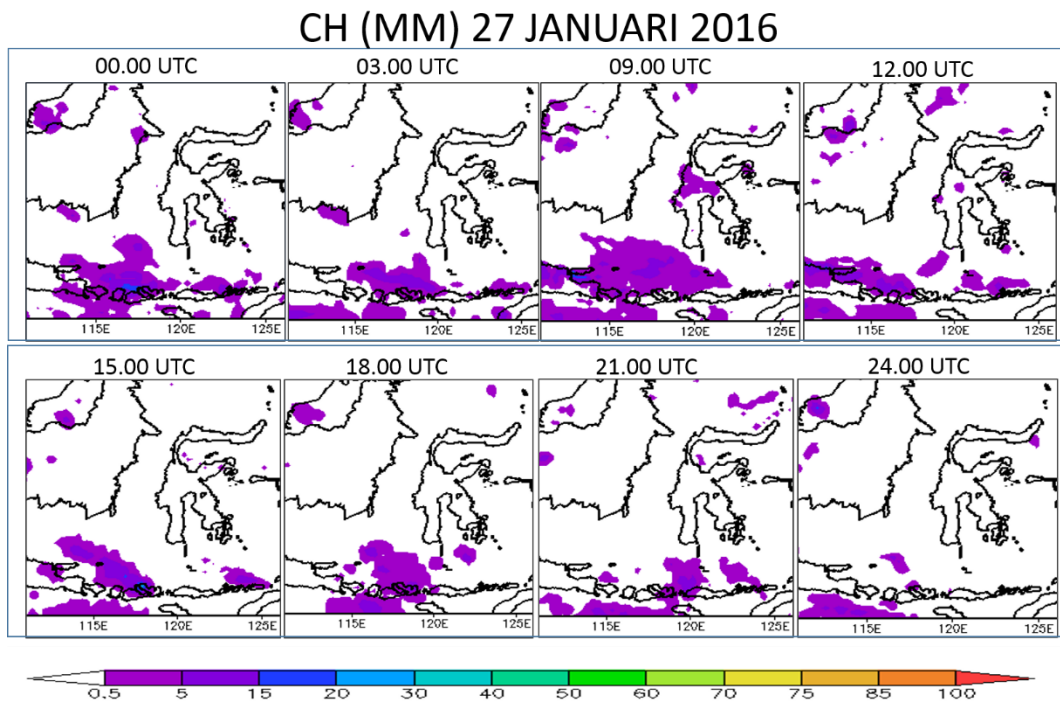 CH (MM) 27 JANUARI 2016
00.00 UTC 03.00 UTC 09.00 UTC 12.00 UTC
115E 120E 125E 115E 120E 125E 115E 120E 125E 115E 120E 125E
15.00 UTC 18.00 UTC 21.00 UTC 24.00 UTC
115E 120E 125E 115E 120E 125E 115E 120E 125E 115E 120E 125E
0.5 5 15 20 30 40 50 60 70 75 85 100